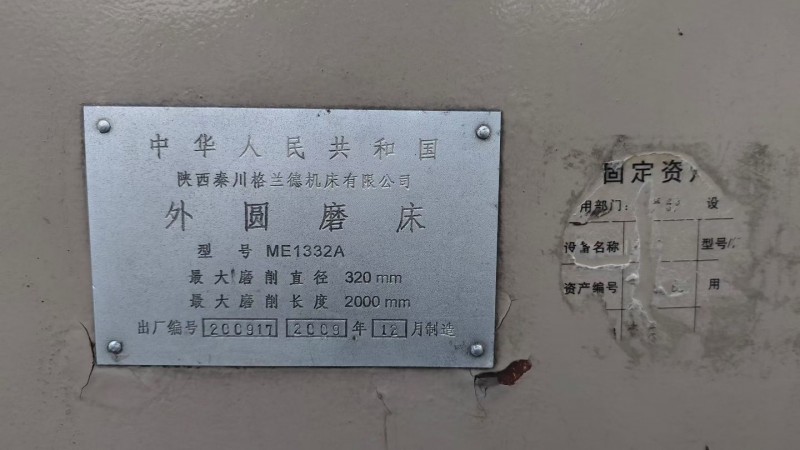 中华人民共和国
陕西秦川格兰德机床有限公司
外圆磨床
型号 ME1332A
最大磨削直径 320 mm
最大磨削长度 2000 mm
出厂编号 200917 2009 年 12 月制造
固定资
用部门: 设
设备名称 型号/
资产编号 用